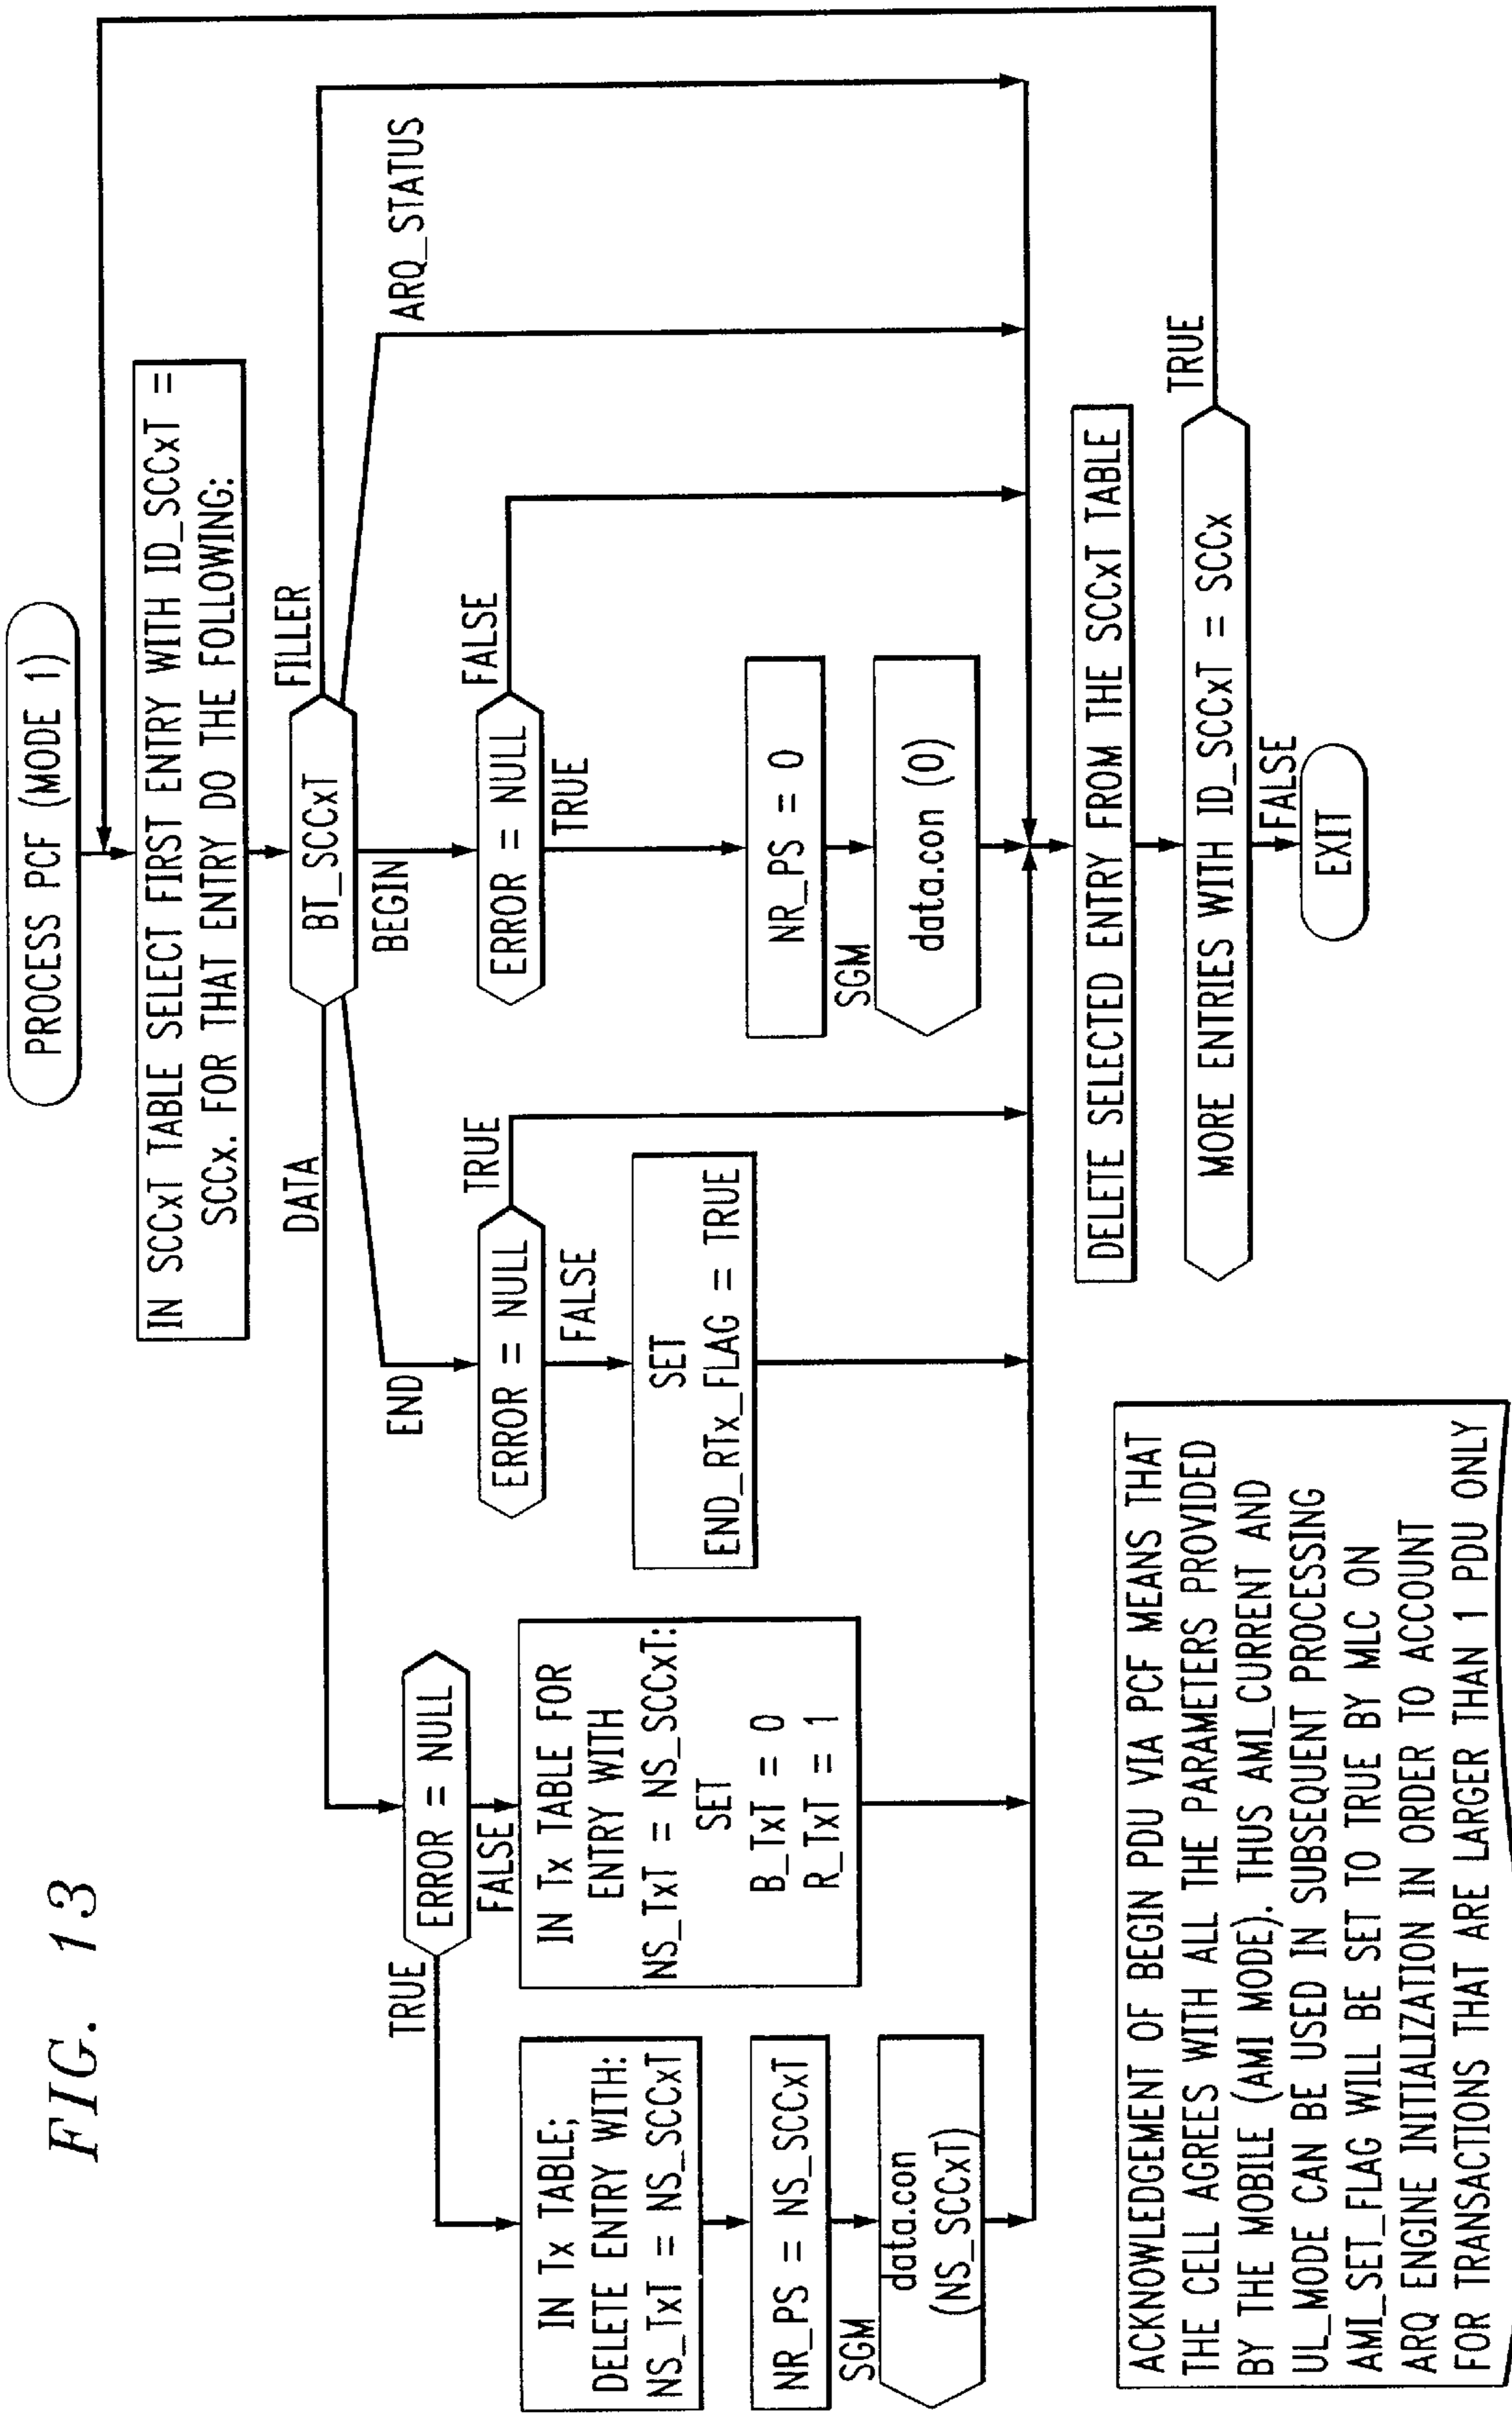 FIG. 13
PROCESS PCF (MODE 1)
IN SCCxT TABLE SELECT FIRST ENTRY WITH ID_SCCxT =
SCCx. FOR THAT ENTRY DO THE FOLLOWING:
BT_SCCxT
DATA
END
BEGIN
FILLER
ARQ_STATUS
ERROR = NULL
TRUE
FALSE
IN Tx TABLE;
DELETE ENTRY WITH:
NS_TxT = NS_SCCxT
NR_PS = NS_SCCxT
SGM
data.con
(NS_SCCxT)
IN Tx TABLE FOR
ENTRY WITH
NS_TxT = NS_SCCxT:
SET
B_TxT = 0
R_TxT = 1
ERROR = NULL
TRUE
FALSE
SET
END_RTx_FLAG = TRUE
ERROR = NULL
FALSE
TRUE
NR_PS = 0
SGM
data.con (0)
DELETE SELECTED ENTRY FROM THE SCCxT TABLE
MORE ENTRIES WITH ID_SCCxT = SCCx
TRUE
FALSE
EXIT
ACKNOWLEDGEMENT OF BEGIN PDU VIA PCF MEANS THAT
THE CELL AGREES WITH ALL THE PARAMETERS PROVIDED
BY THE MOBILE (AMI MODE). THUS AMI_CURRENT AND
UL_MODE CAN BE USED IN SUBSEQUENT PROCESSING
AMI_SET_FLAG WILL BE SET TO TRUE BY MLC ON
ARQ ENGINE INITIALIZATION IN ORDER TO ACCOUNT
FOR TRANSACTIONS THAT ARE LARGER THAN 1 PDU ONLY